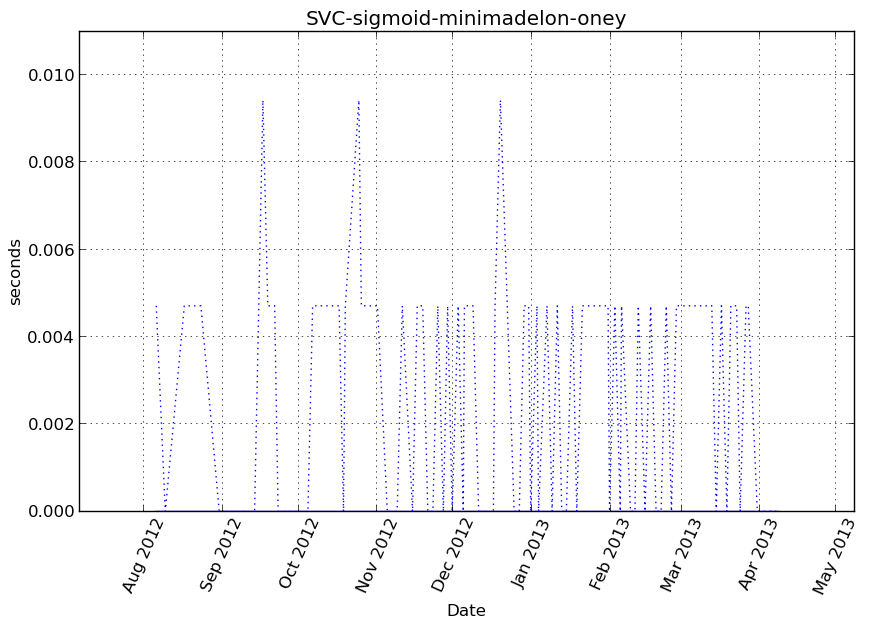 SVC-sigmoid-minimadelon-oney
0.010
0.008
0.006
0.004
0.002
0.000
seconds
Aug 2012
Sep 2012
Oct 2012
Nov 2012
Dec 2012
Jan 2013
Feb 2013
Mar 2013
Apr 2013
May 2013
Date